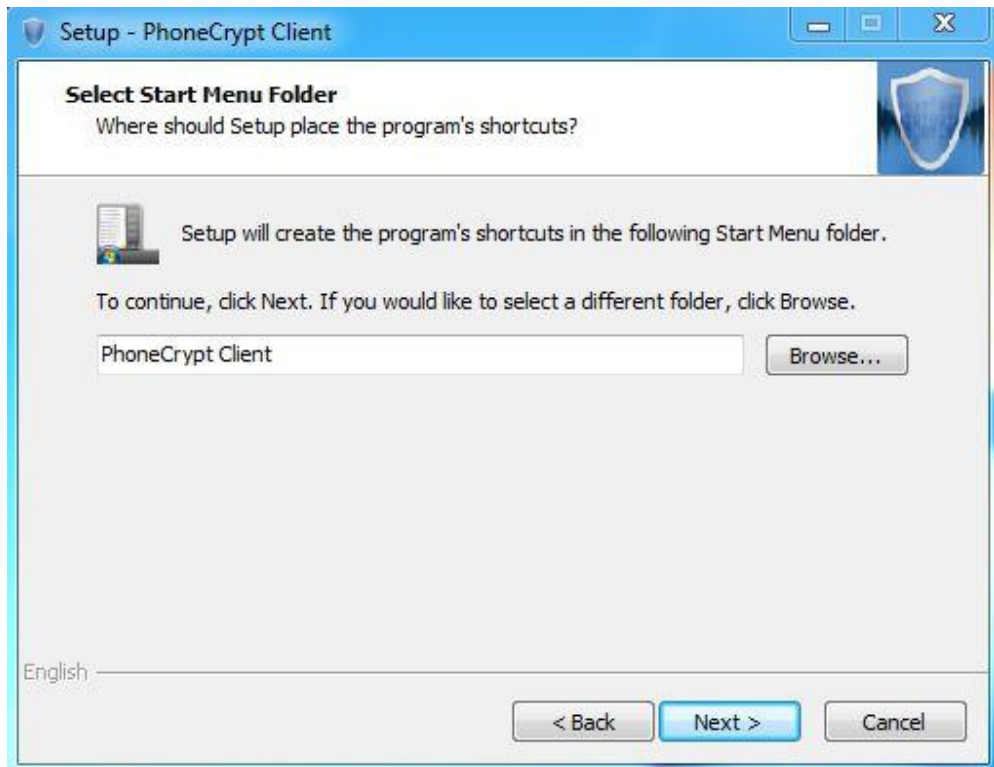 Setup - PhoneCrypt Client
Select Start Menu Folder
Where should Setup place the program's shortcuts?
Setup will create the program's shortcuts in the following Start Menu folder.
To continue, click Next. If you would like to select a different folder, click Browse.
PhoneCrypt Client
Browse...
English
< Back
Next >
Cancel